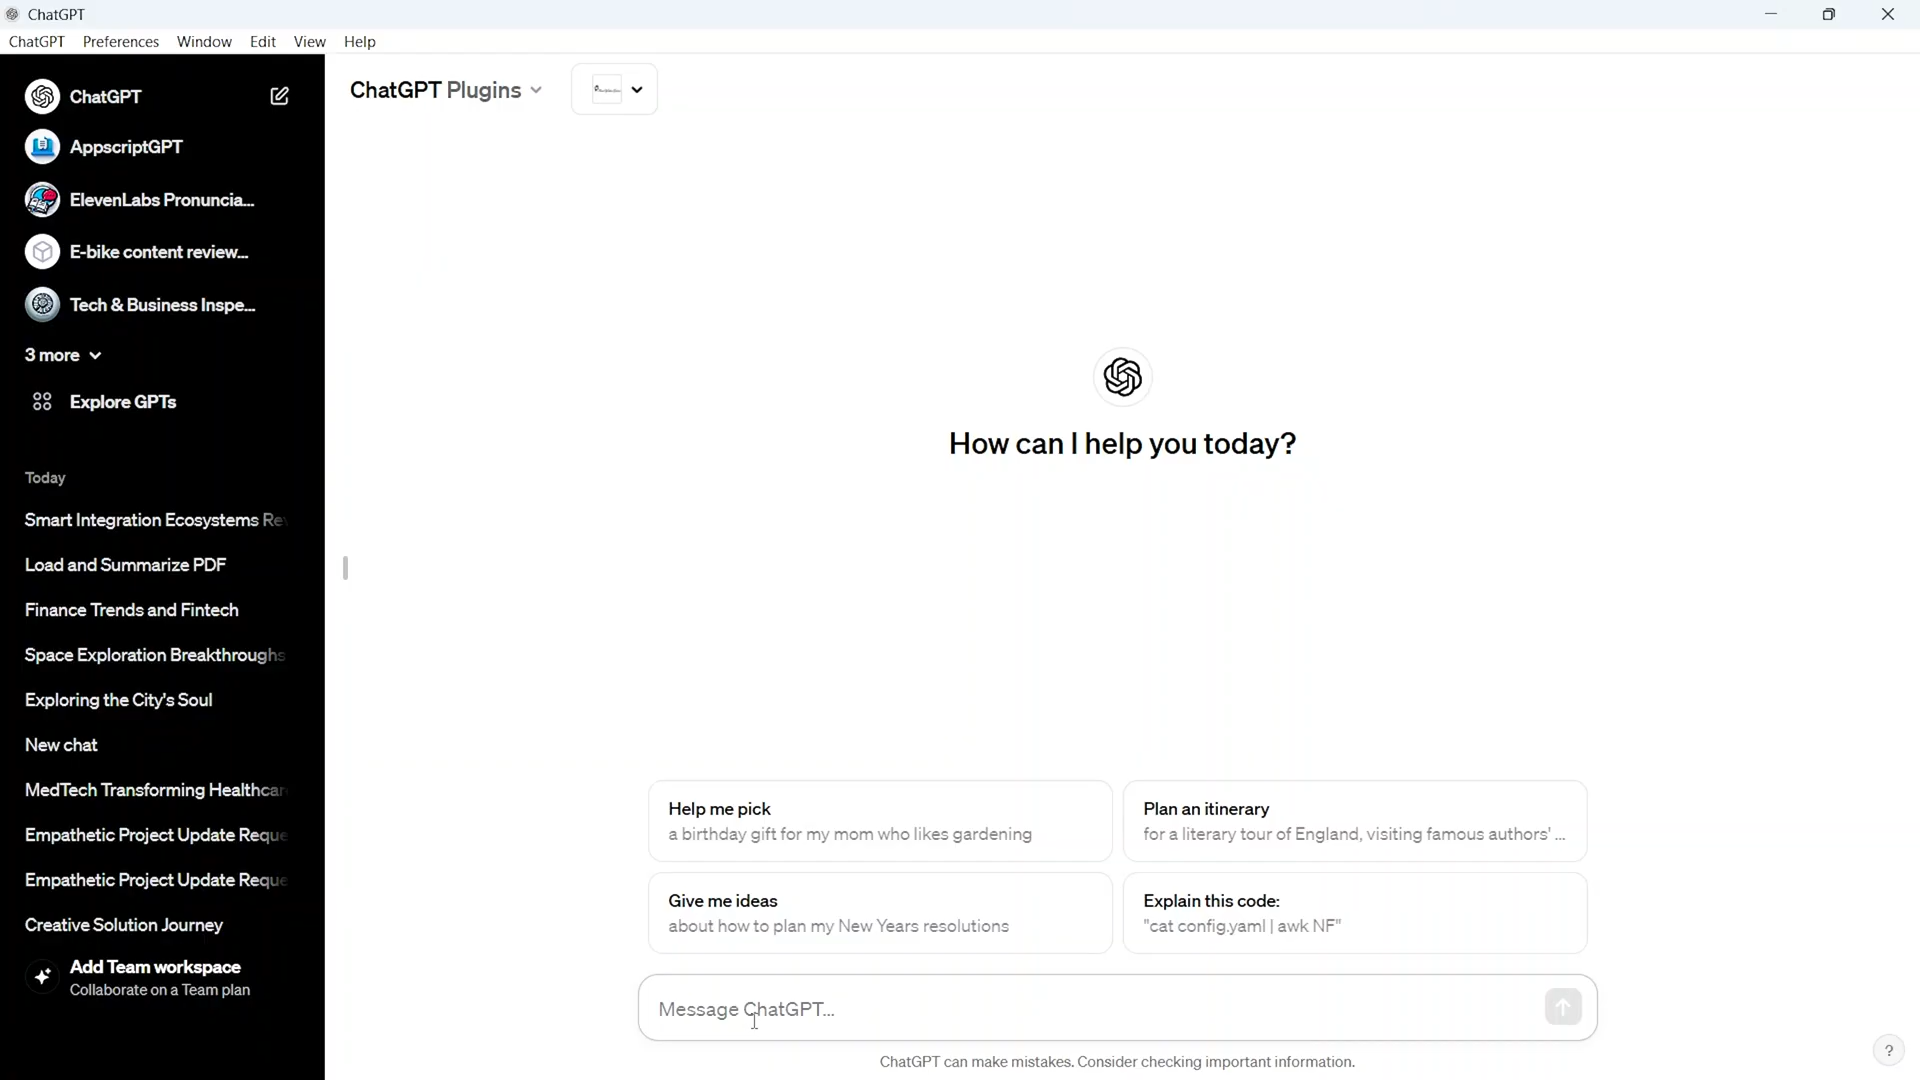 ChatGPT
ChatGPT Preferences Window Edit View Help
ChatGPT
AppscriptGPT
ElevenLabs Pronuncia...
E-bike content review...
Tech & Business Inspe...
3 more
Explore GPTs
Today
Smart Integration Ecosystems Re
Load and Summarize PDF
Finance Trends and Fintech
Space Exploration Breakthroughs
Exploring the City's Soul
New chat
MedTech Transforming Healthcar
Empathetic Project Update Reque
Empathetic Project Update Reque
Creative Solution Journey
Add Team workspace
Collaborate on a Team plan
ChatGPT Plugins
How can I help you today?
Help me pick
a birthday gift for my mom who likes gardening
Plan an itinerary
for a literary tour of England, visiting famous authors' ...
Give me ideas
about how to plan my New Years resolutions
Explain this code:
"cat config.yaml | awk NF"
Message ChatGPT...
ChatGPT can make mistakes. Consider checking important information.
?